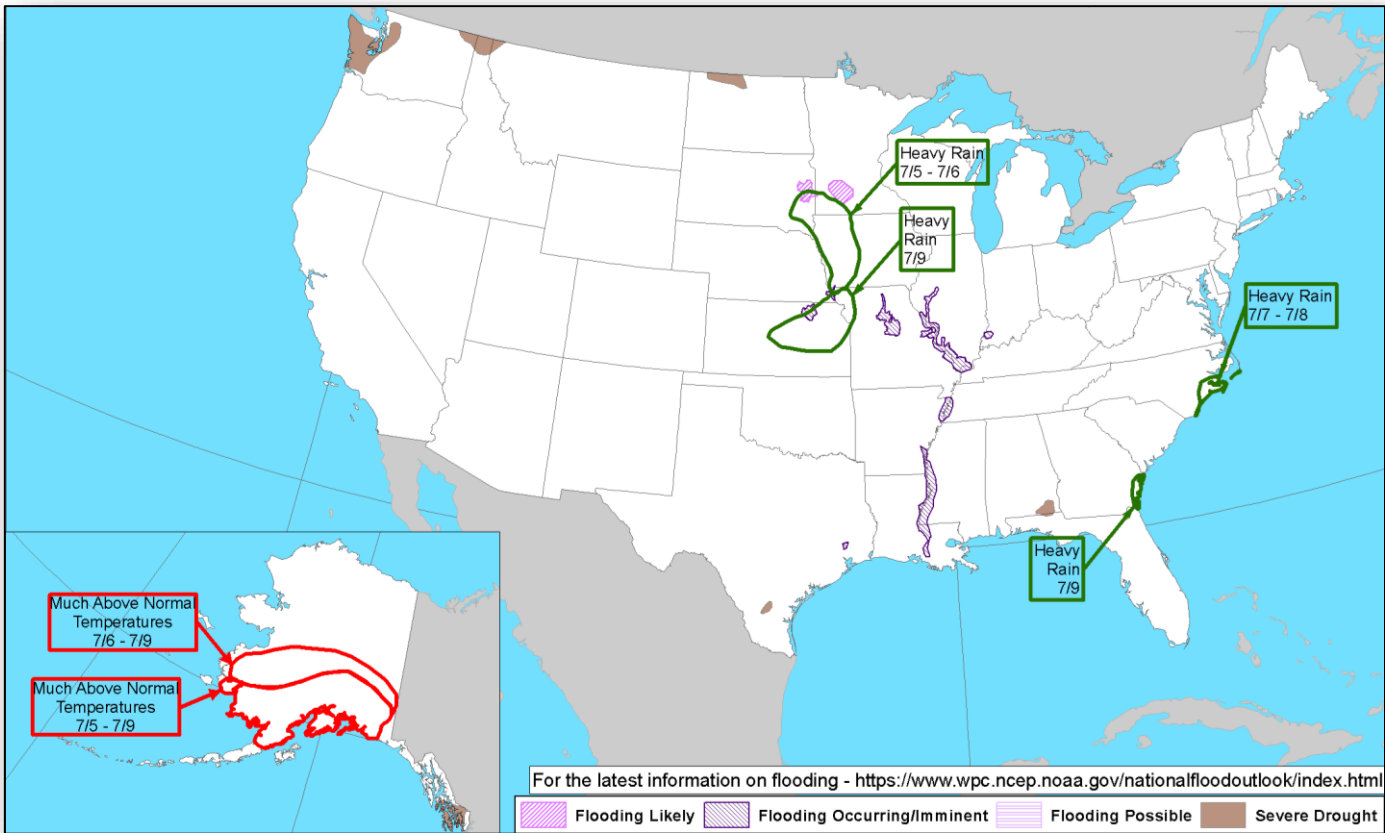 Heavy Rain
7/5 - 7/6
Heavy
Rain
7/9
Heavy Rain
7/7 - 7/8
Heavy
Rain
7/9
Much Above Normal
Temperatures
7/6 - 7/9
Much Above Normal
Temperatures
7/5 - 7/9
For the latest information on flooding - https://www.wpc.ncep.noaa.gov/nationalfloodoutlook/index.html
Flooding Likely Flooding Occurring/Imminent Flooding Possible Severe Drought